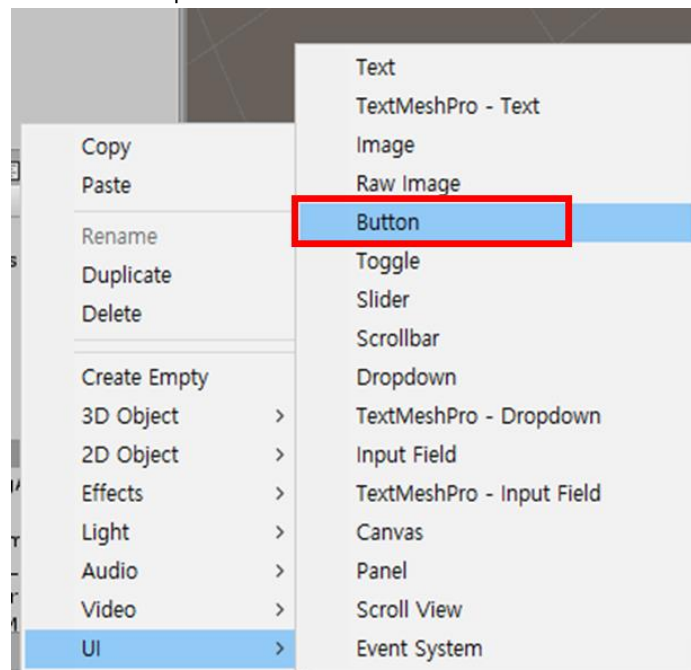 Copy
Paste
Rename
Duplicate
Delete
Create Empty
3D Object >
2D Object >
Effects >
Light >
Audio >
Video >
UI >
Text
TextMeshPro - Text
Image
Raw Image
Button
Toggle
Slider
Scrollbar
Dropdown
TextMeshPro - Dropdown
Input Field
TextMeshPro - Input Field
Canvas
Panel
Scroll View
Event System